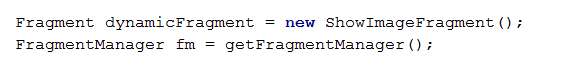 Fragment dynamicFragment = new ShowImageFragment();
FragmentManager fm = getFragmentManager();